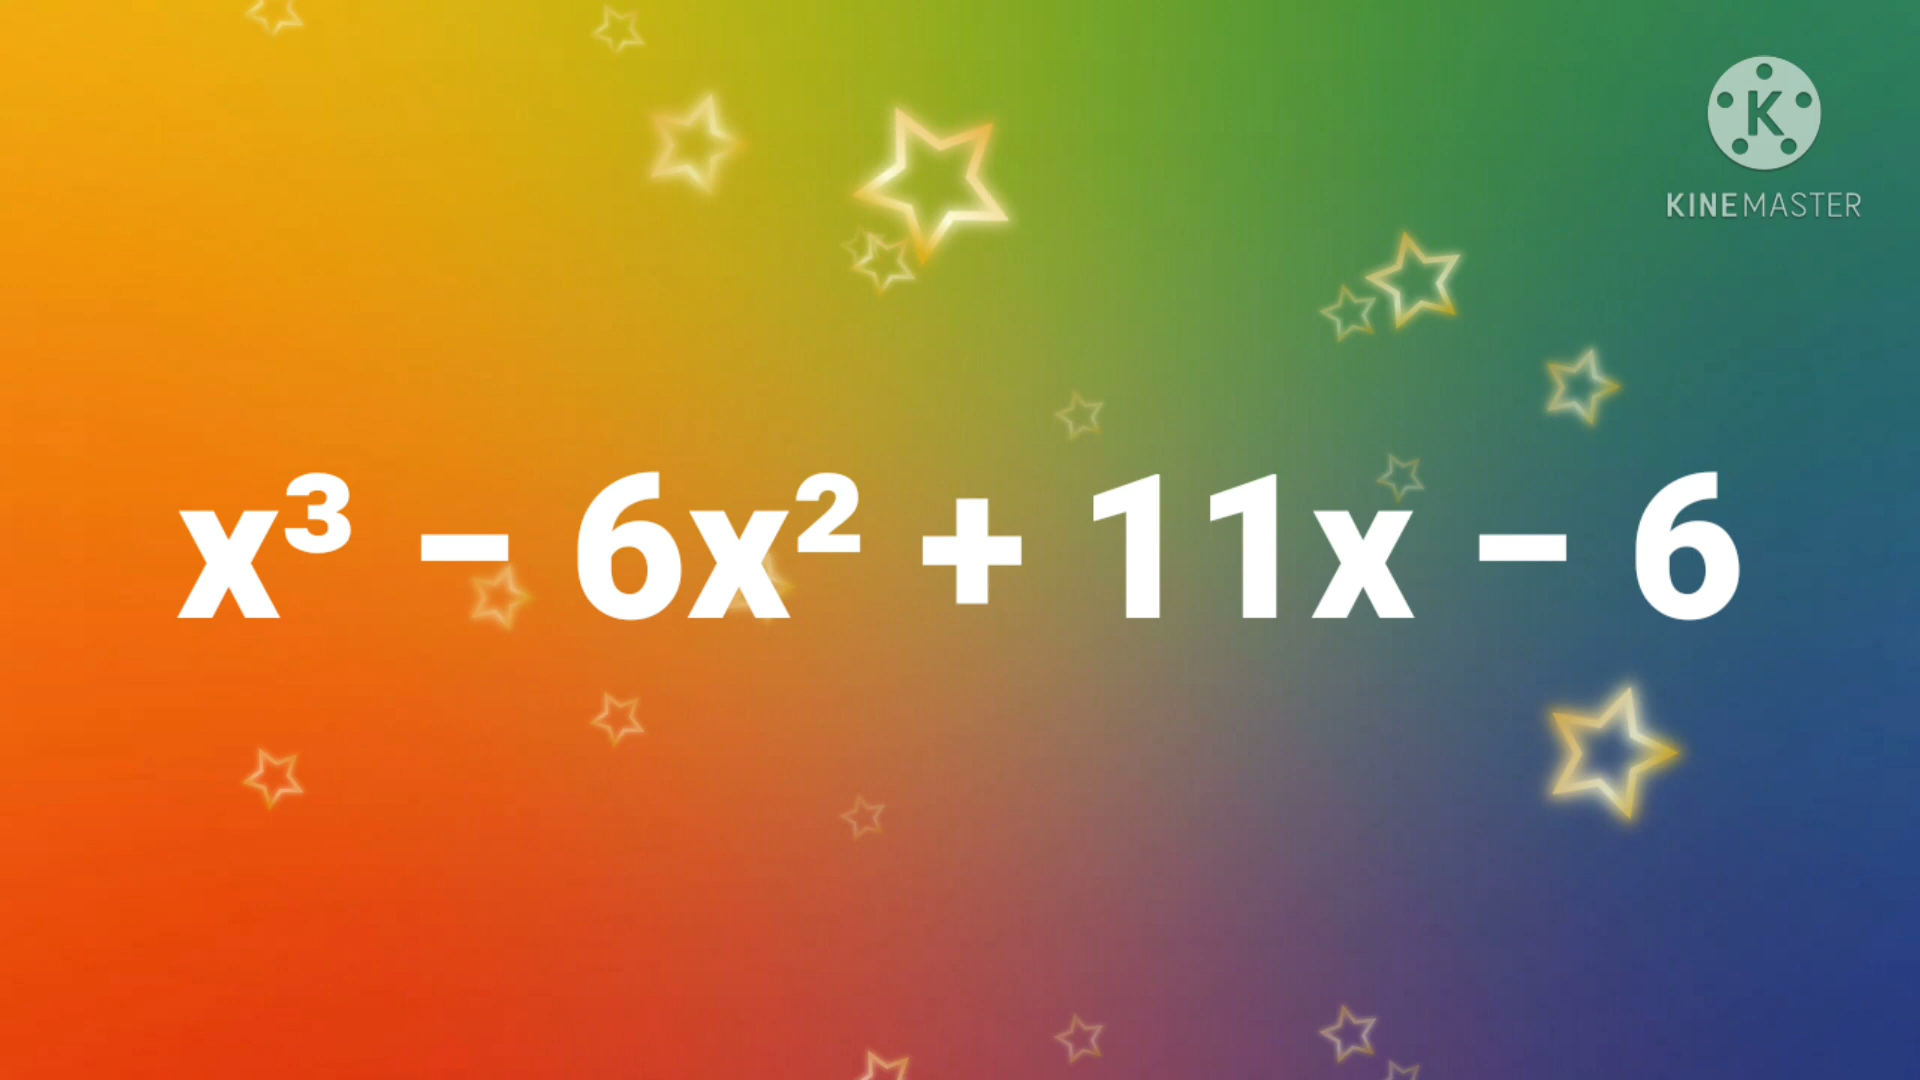 K
KINEMASTER
x³ – 6x² + 11x – 6